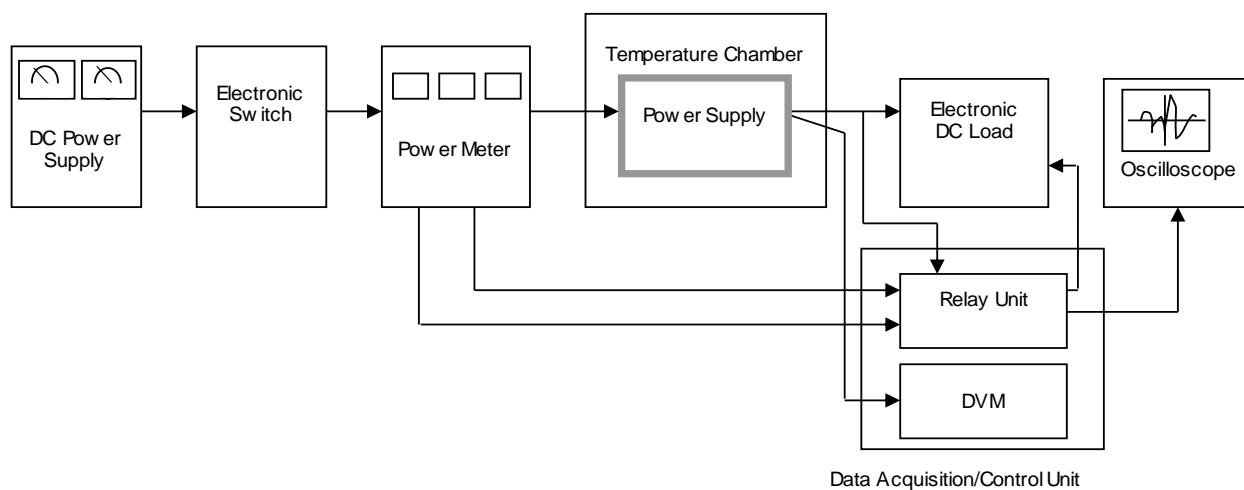 DC Power
Supply
Electronic
Switch
Power Meter
Temperature Chamber
Power Supply
Electronic
DC Load
Oscilloscope
Relay Unit
DVM
Data Acquisition/Control Unit